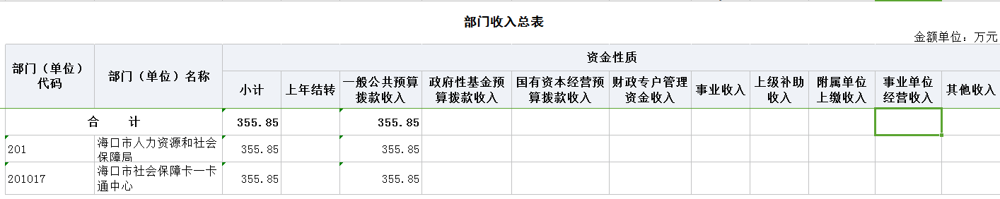 部门收入总表
金额单位：万元
部门（单位）
代码
部门（单位）名称
资金性质
小计
上年结转
一般公共预算
拨款收入
政府性基金预
算拨款收入
国有资本经营预
算拨款收入
财政专户管理
资金收入
事业收入
上级补助
收入
附属单位
上缴收入
事业单位
经营收入
其他收入
合 计
355.85
355.85
201
海口市人力资源和社会
保障局
355.85
355.85
201017
海口市社会保障卡一卡
通中心
355.85
355.85